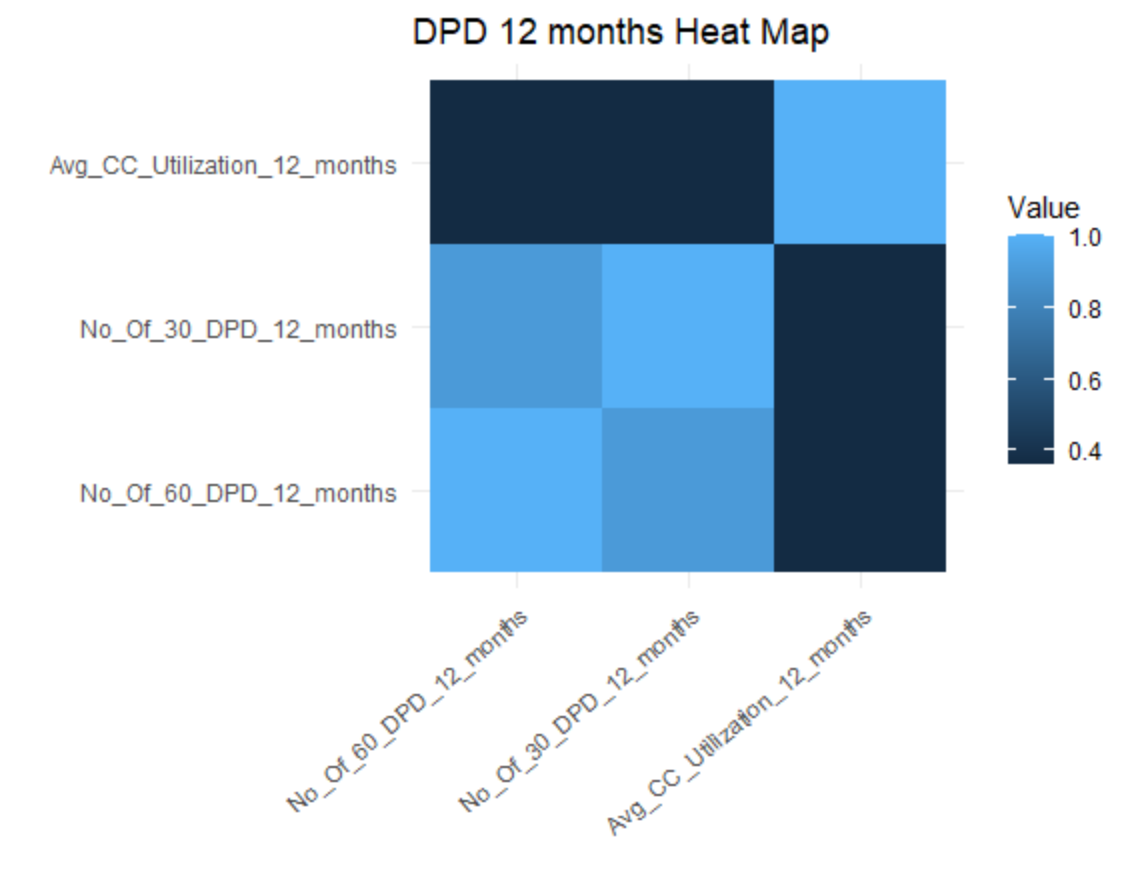 DPD 12 months Heat Map
Avg_CC_Utilization_12_months
No_Of_30_DPD_12_months
No_Of_60_DPD_12_months
No_Of_60_DPD_12_months
No_Of_30_DPD_12_months
Avg_CC_Utilization_12_months
Value
1.0
0.8
0.6
0.4